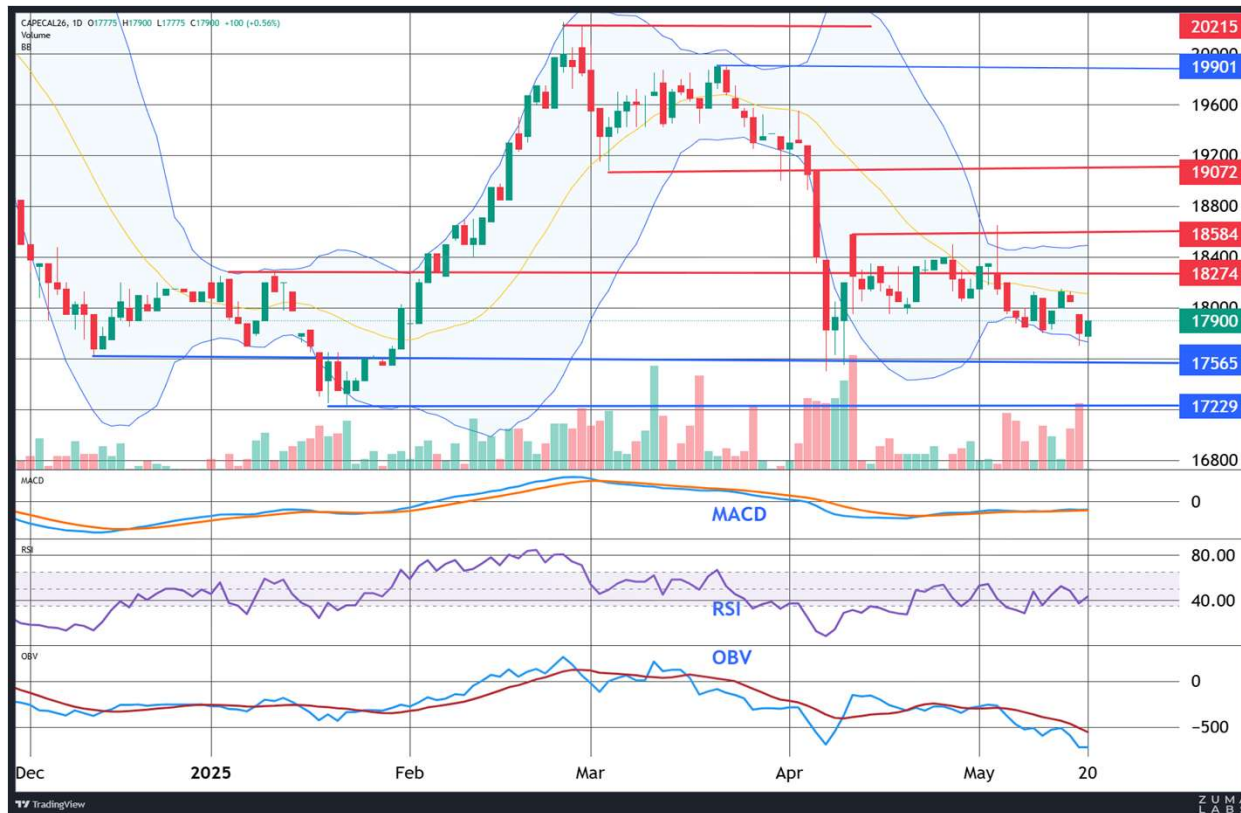 CAPECAL26, 1D O17775 H17900 L17775 C17900 +100 (+0.56%)
Volume
BB
20215
19901
19600
19200
19072
18800
18584
18400
18274
18000
17900
17565
17229
16800
MACD
0
MACD
RSI
80.00
40.00
RSI
OBV
OBV
0
−500
Dec 2025 Feb Mar Apr May 20
TradingView
ZUMA
LABS